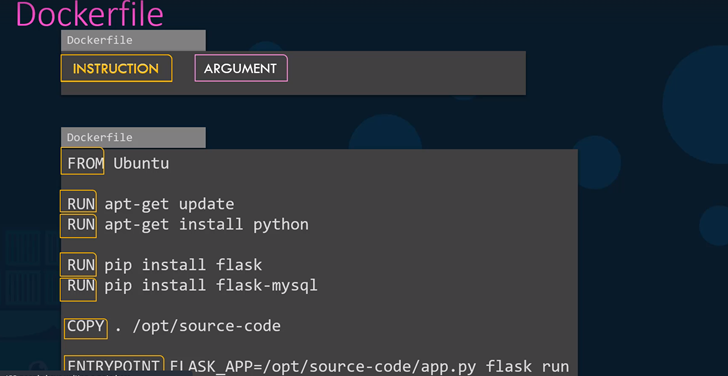 Dockerfile
Dockerfile
INSTRUCTION ARGUMENT
Dockerfile
FROM Ubuntu
RUN apt-get update
RUN apt-get install python
RUN pip install flask
RUN pip install flask-mysql
COPY . /opt/source-code
ENTRYPOINT FLASK_APP=/opt/source-code/app.py flask run